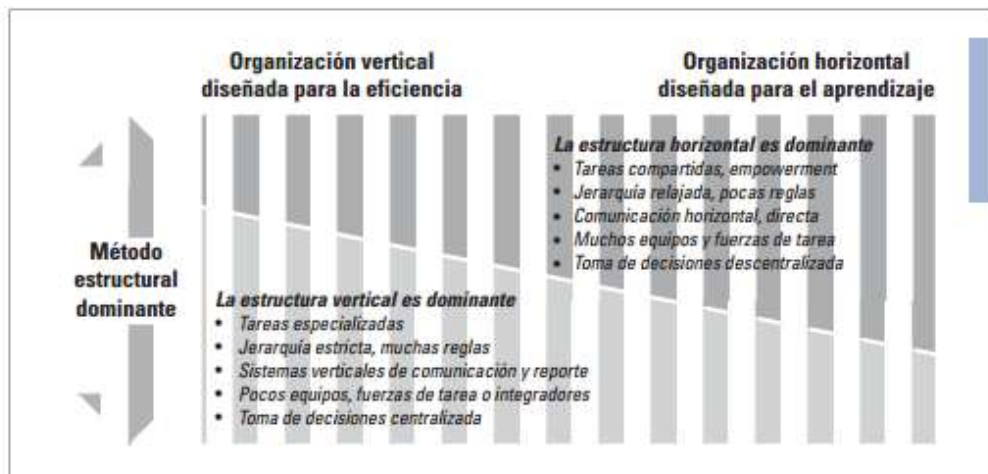 Organización vertical
diseñada para la eficiencia
Organización horizontal
diseñada para el aprendizaje
La estructura horizontal es dominante
• Tareas compartidas, empowerment
• Jerarquía relajada, pocas reglas
• Comunicación horizontal, directa
• Muchos equipos y fuerzas de tarea
• Toma de decisiones descentralizada
Método
estructural
dominante
La estructura vertical es dominante
• Tareas especializadas
• Jerarquía estricta, muchas reglas
• Sistemas verticales de comunicación y reporte
• Pocos equipos, fuerzas de tarea o integradores
• Toma de decisiones centralizada